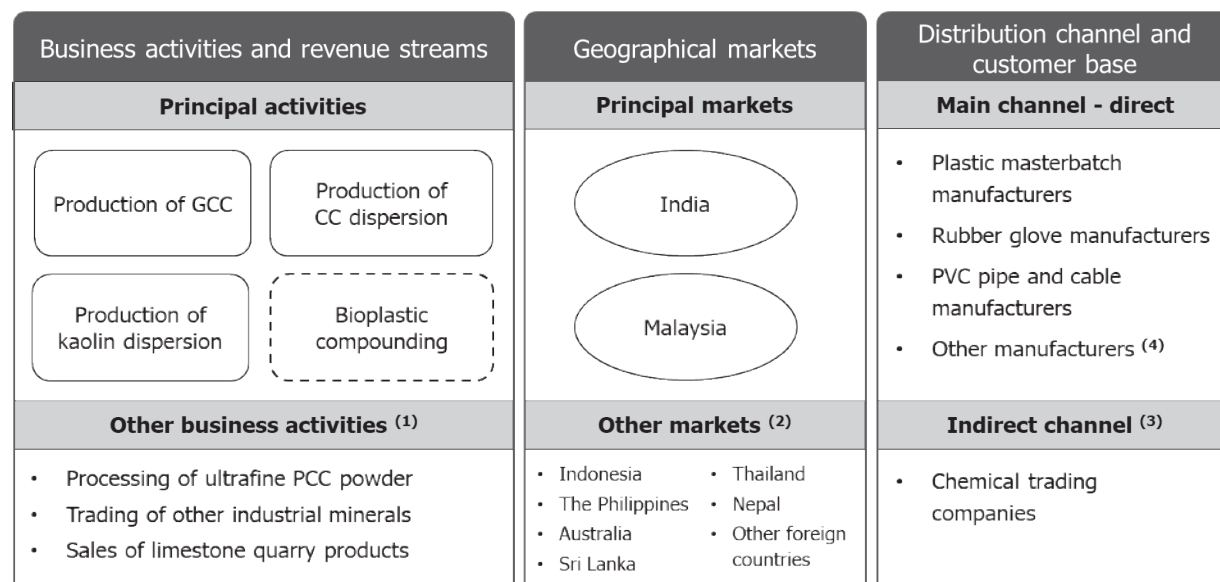 Business activities and revenue streams
Principal activities
Production of GCC
Production of
CC dispersion
Production of
kaolin dispersion
Bioplastic
compounding
Other business activities (1)
• Processing of ultrafine PCC powder
• Trading of other industrial minerals
• Sales of limestone quarry products
Geographical markets
Principal markets
India
Malaysia
Other markets (2)
• Indonesia
• The Philippines
• Australia
• Sri Lanka
• Thailand
• Nepal
• Other foreign
countries
Distribution channel and
customer base
Main channel - direct
• Plastic masterbatch
manufacturers
• Rubber glove manufacturers
• PVC pipe and cable
manufacturers
• Other manufacturers (4)
Indirect channel (3)
• Chemical trading
companies